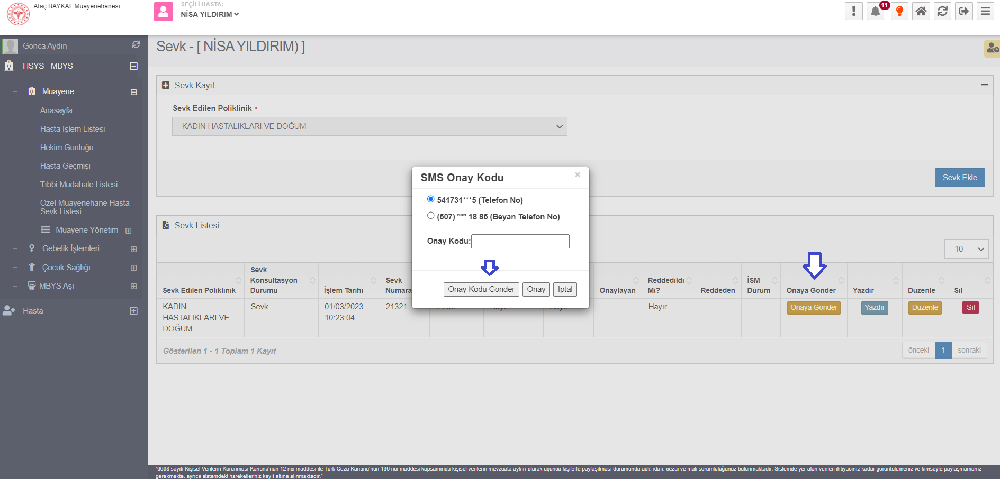 Ataç BAYKAL Muayenehanesi
SEÇİLİ HASTA:
NİSA YILDIRIM
11
Gonca Aydın
HSYS - MBYS
Muayene
Anasayfa
Hasta İşlem Listesi
Hekim Günlüğü
Hasta Geçmişi
Tıbbi Müdahale Listesi
Özel Muayenehane Hasta
Sevk Listesi
Muayene Yönetim
Gebelik İşlemleri
Çocuk Sağlığı
MBYS Aşı
Hasta
Sevk - [ NİSA YILDIRIM) ]
Sevk Kayıt
Sevk Edilen Poliklinik *
KADIN HASTALIKLARI VE DOĞUM
Sevk Ekle
SMS Onay Kodu
541731***5 (Telefon No)
(507) *** 18 85 (Beyan Telefon No)
Onay Kodu:
Onay Kodu Gönder Onay İptal
Sevk Listesi
10
Sevk Edilen Poliklinik
Sevk
Konsültasyon
Durumu
İşlem Tarihi
Sevk
Numara
Onaylayan
Reddedildi
Mi?
Reddeden
İSM
Durum
Onaya Gönder
Yazdır
Düzenle
Sil
KADIN
HASTALIKLARI VE
DOĞUM
Sevk
01/03/2023
10:23:04
21321
Hayır
Onaya Gönder
Yazdır
Düzenle
Sil
Gösterilen 1 - 1 Toplam 1 Kayıt
önceki 1 sonraki
"6698 sayılı Kişisel Verilerin Korunması Kanunu'nun 12 nci maddesi ile Türk Ceza Kanunu'nun 136 ncı maddesi kapsamında kişisel verilerin mevzuata aykırı olarak üçüncü kişilerle paylaşılması durumunda adli, idari, cezai ve mali sorumluluğunuz bulunmaktadır. Sistemde yer alan verileri ihtiyacınız kadar görüntülemeniz ve kimseyle paylaşmamanız
gerekmekte, ayrıca sistemdeki hareketleriniz kayıt altına alınmaktadır."